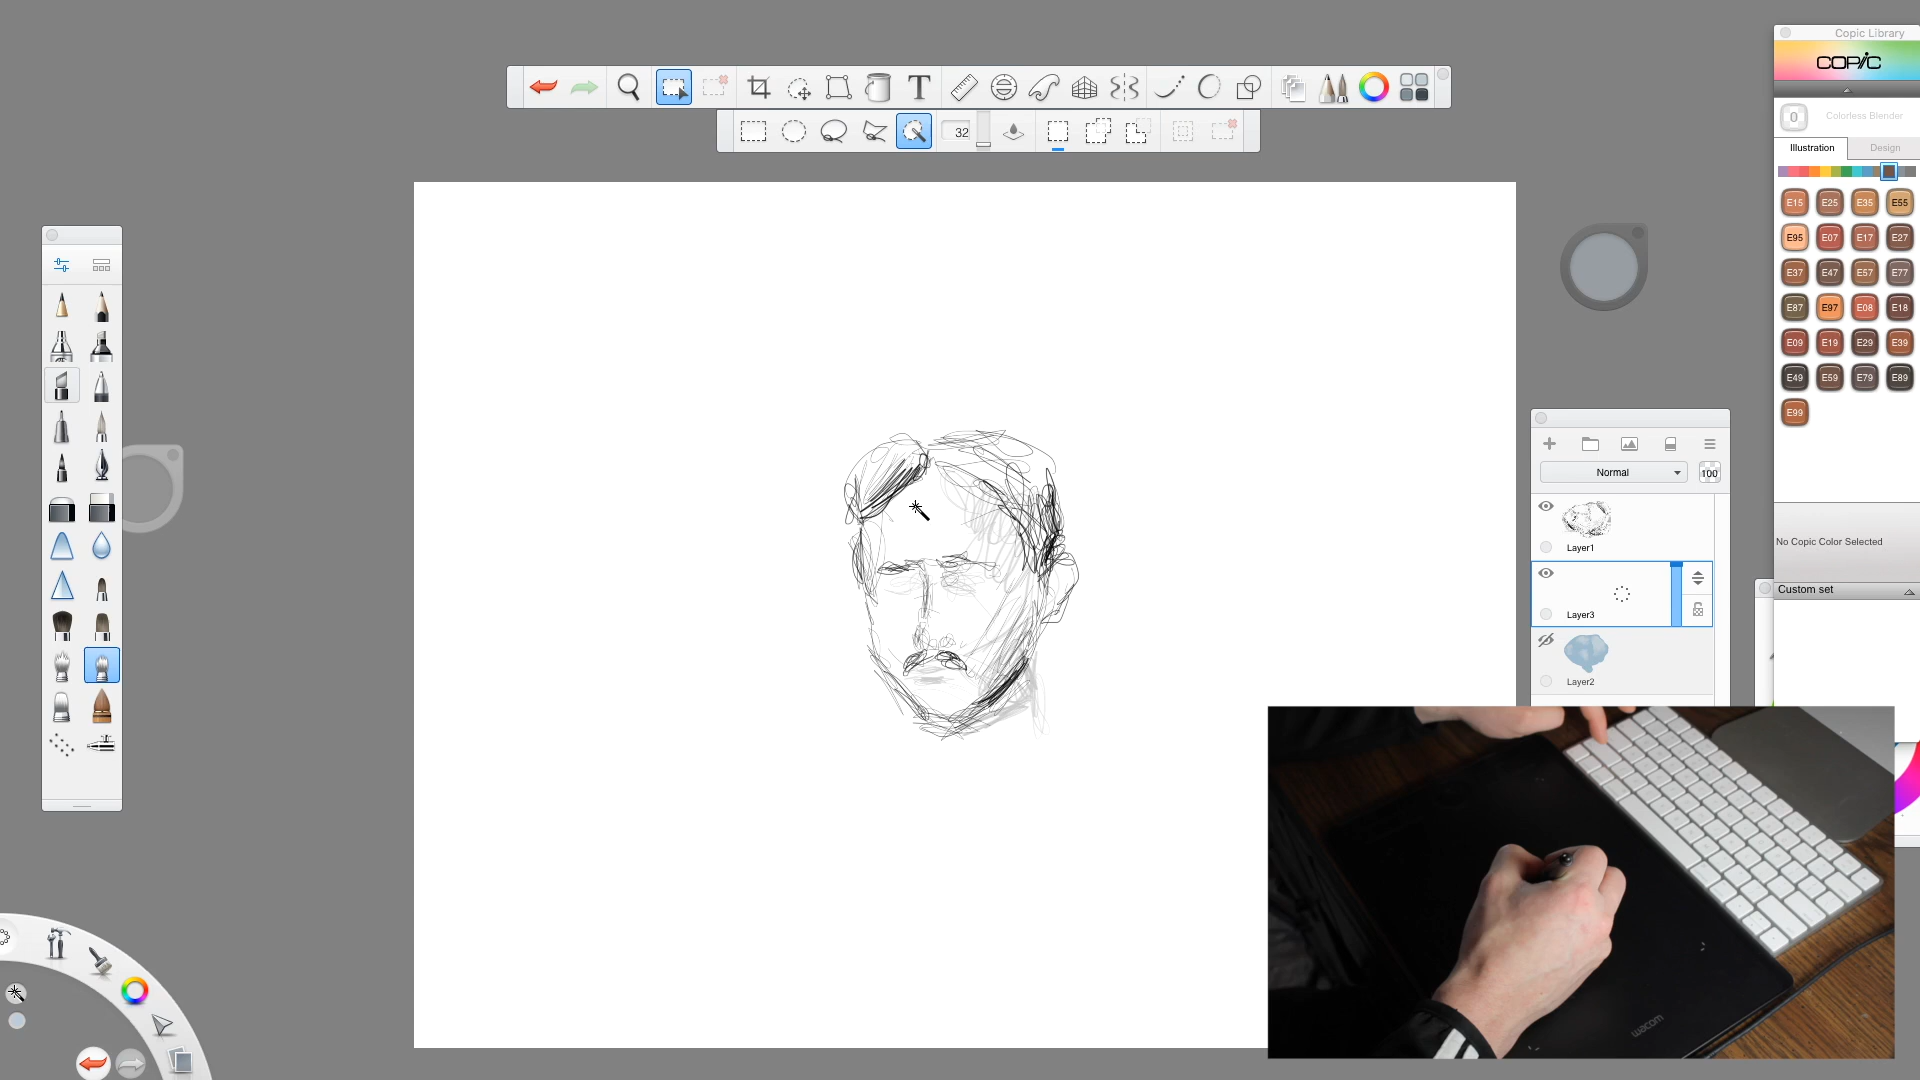 Copic Library
COPIC
T
0
Colorless Blender
32
Illustration
Design
E15
E25
E35
E55
E95
E07
E17
E27
E37
E47
E57
E77
E87
E97
E08
E18
E09
E19
E29
E39
E49
E59
E79
E89
E99
Normal
100
Layer1
No Copic Color Selected
Custom set
Layer3
Layer2
wacom